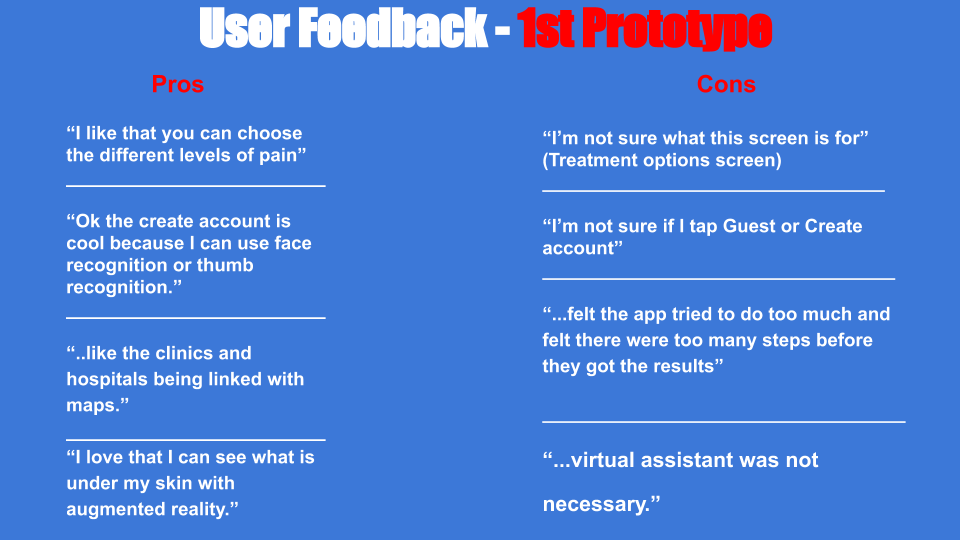 User Feedback - 1st Prototype
Pros
“I like that you can choose
the different levels of pain”
“Ok the create account is
cool because I can use face
recognition or thumb
recognition.”
“..like the clinics and
hospitals being linked with
maps.”
“I love that I can see what is
under my skin with
augmented reality.”
Cons
“I’m not sure what this screen is for”
(Treatment options screen)
“I’m not sure if I tap Guest or Create
account”
“...felt the app tried to do too much and
felt there were too many steps before
they got the results”
“...virtual assistant was not
necessary.”